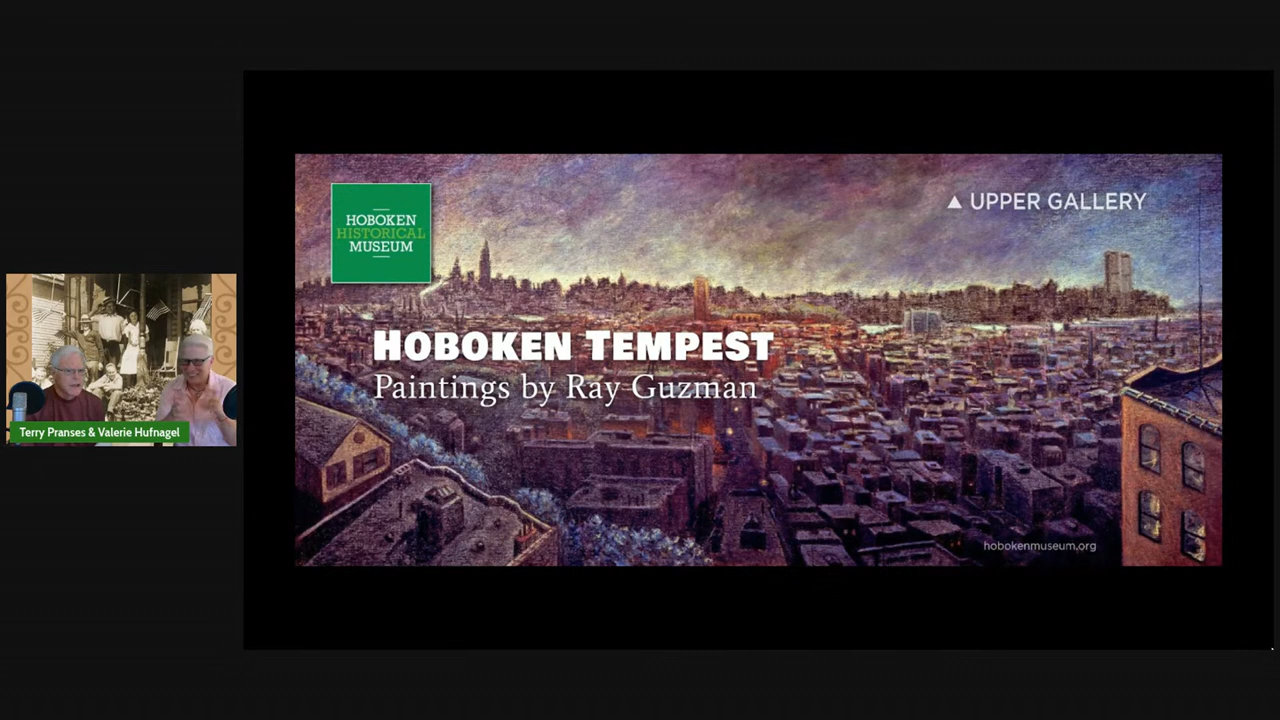 HOBOKEN
HISTORICAL
MUSEUM
▲ UPPER GALLERY
HOBOKEN TEMPEST
Paintings by Ray Guzman
hobokenmuseum.org
Terry Pranses & Valerie Hufnagel